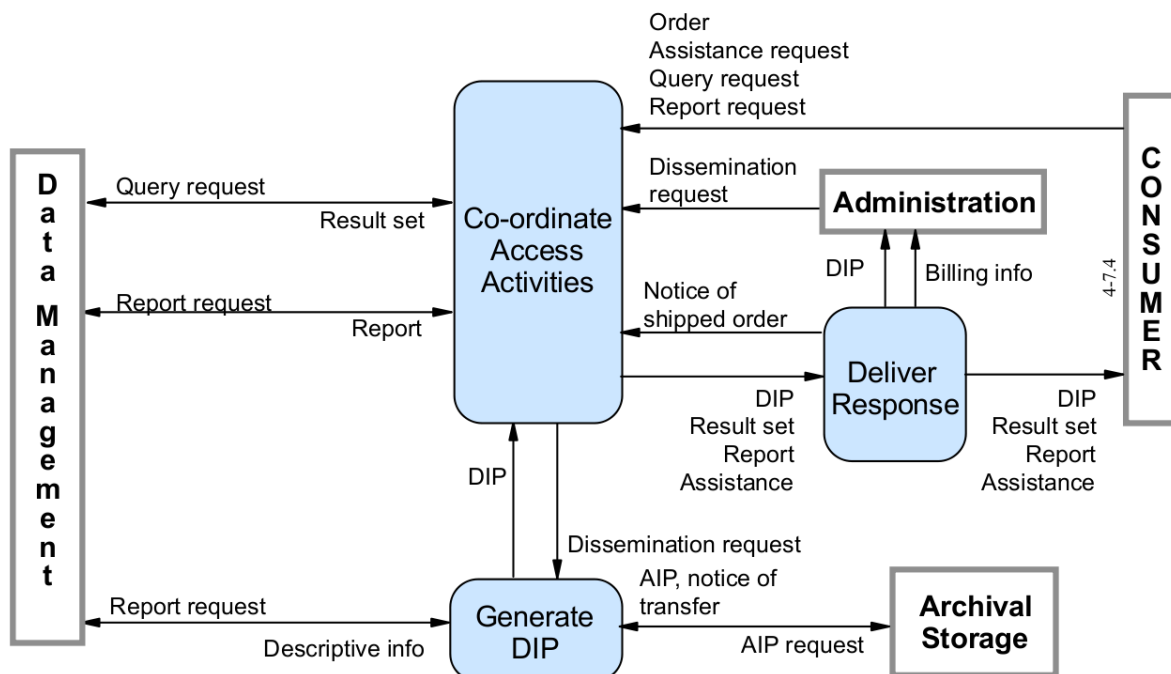 Order
Assistance request
Query request
Report request
CONSUMER
Data Management
Query request
Result set
Co-ordinate
Access
Activities
Dissemination
request
Administration
DIP
Billing info
4-7.4
Report request
Report
Notice of
shipped order
Deliver
Response
DIP
Result set
Report
Assistance
DIP
Result set
Report
Assistance
DIP
Dissemination request
Report request
Descriptive info
Generate
DIP
AIP, notice of
transfer
AIP request
Archival
Storage